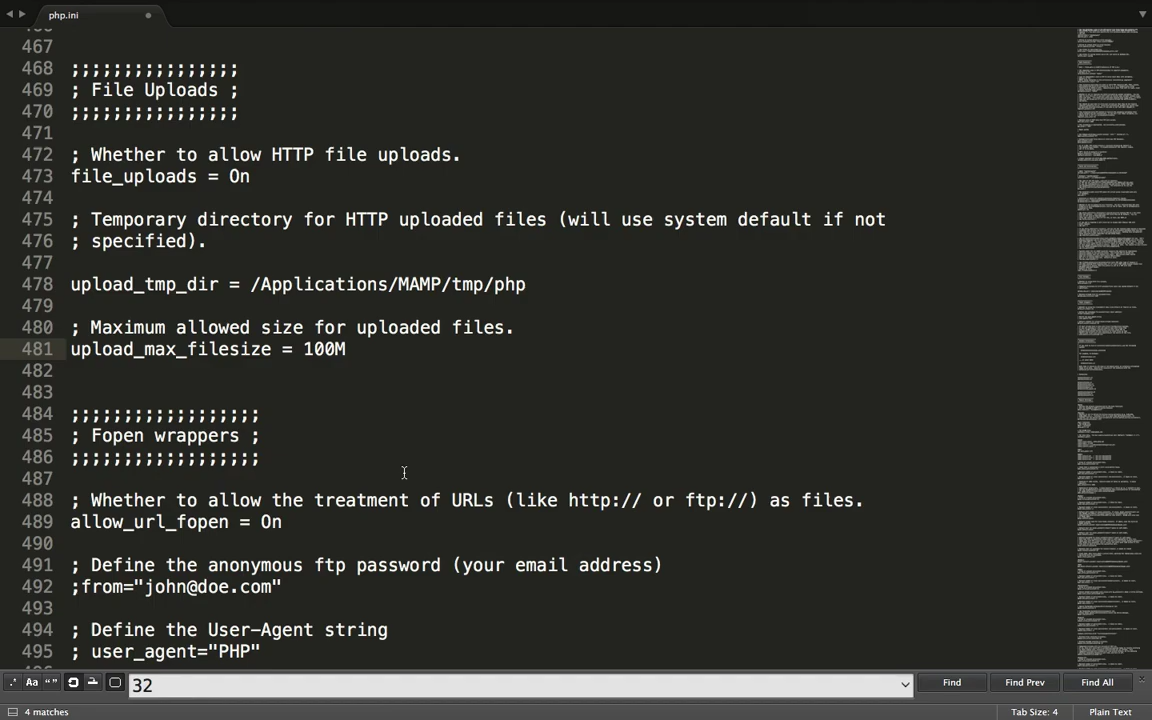 php.ini
467
468 ;;;;;;;;;;;;;;;;
469 ; File Uploads ;
470 ;;;;;;;;;;;;;;;;
471
472 ; Whether to allow HTTP file uploads.
473 file_uploads = On
474
475 ; Temporary directory for HTTP uploaded files (will use system default if not
476 ; specified).
477
478 upload_tmp_dir = /Applications/MAMP/tmp/php
479
480 ; Maximum allowed size for uploaded files.
481 upload_max_filesize = 100M
482
483
484 ;;;;;;;;;;;;;;;;;;
485 ; Fopen wrappers ;
486 ;;;;;;;;;;;;;;;;;;
487
488 ; Whether to allow the treatment of URLs (like http:// or ftp://) as files.
489 allow_url_fopen = On
490
491 ; Define the anonymous ftp password (your email address)
492 ;from="john@doe.com"
493
494 ; Define the User-Agent string
495 ; user_agent="PHP"
.* Aa “” 32 Find Find Prev Find All
4 matches Tab Size: 4 Plain Text